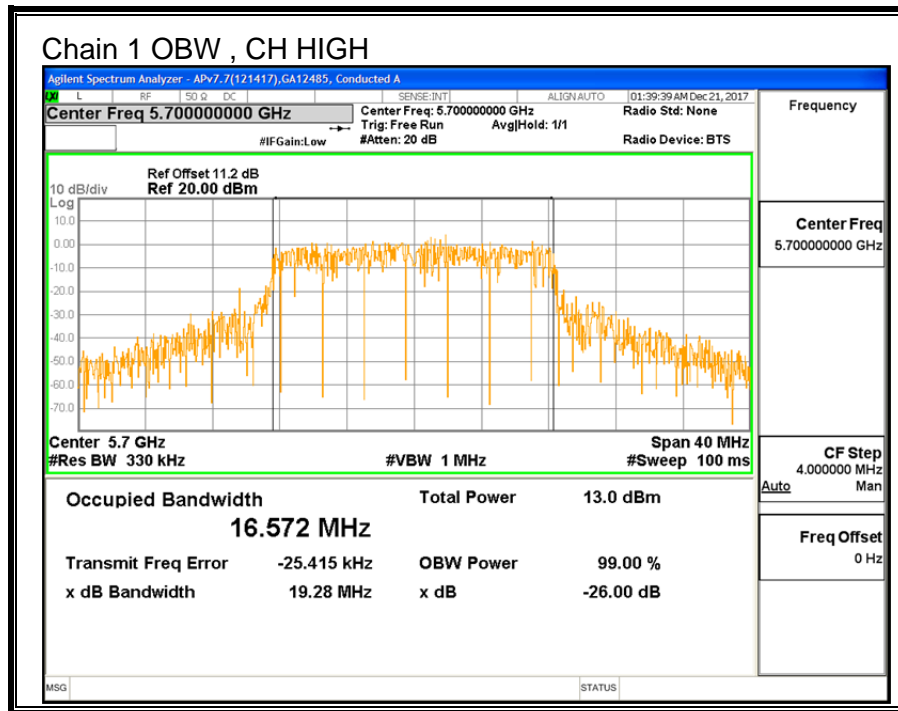 Chain 1 OBW , CH HIGH
Agilent Spectrum Analyzer - APv7.7(121417),GA12485, Conducted A
LXI L RF 50 Ω DC SENSE:INT ALIGN AUTO 01:39:39 AM Dec 21, 2017
Center Freq 5.700000000 GHz
Center Freq: 5.700000000 GHz
Radio Std: None
Trig: Free Run Avg|Hold: 1/1
#IFGain:Low #Atten: 20 dB Radio Device: BTS
Ref Offset 11.2 dB
10 dB/div Ref 20.00 dBm
Log
10.0
0.00
-10.0
-20.0
-30.0
-40.0
-50.0
-60.0
-70.0
Center 5.7 GHz Span 40 MHz
#Res BW 330 kHz #VBW 1 MHz #Sweep 100 ms
Occupied Bandwidth Total Power 13.0 dBm
16.572 MHz
Transmit Freq Error -25.415 kHz OBW Power 99.00 %
x dB Bandwidth 19.28 MHz x dB -26.00 dB
MSG STATUS
Frequency
Center Freq
5.700000000 GHz
CF Step
4.000000 MHz
Auto Man
Freq Offset
0 Hz